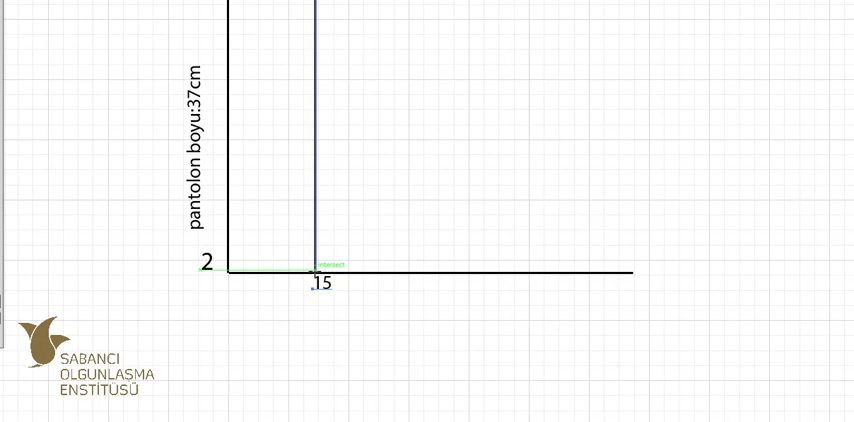 pantolon boyu:37cm
2
intersect
15
SABANCI
OLGUNLAŞMA
ENSTİTÜSÜ